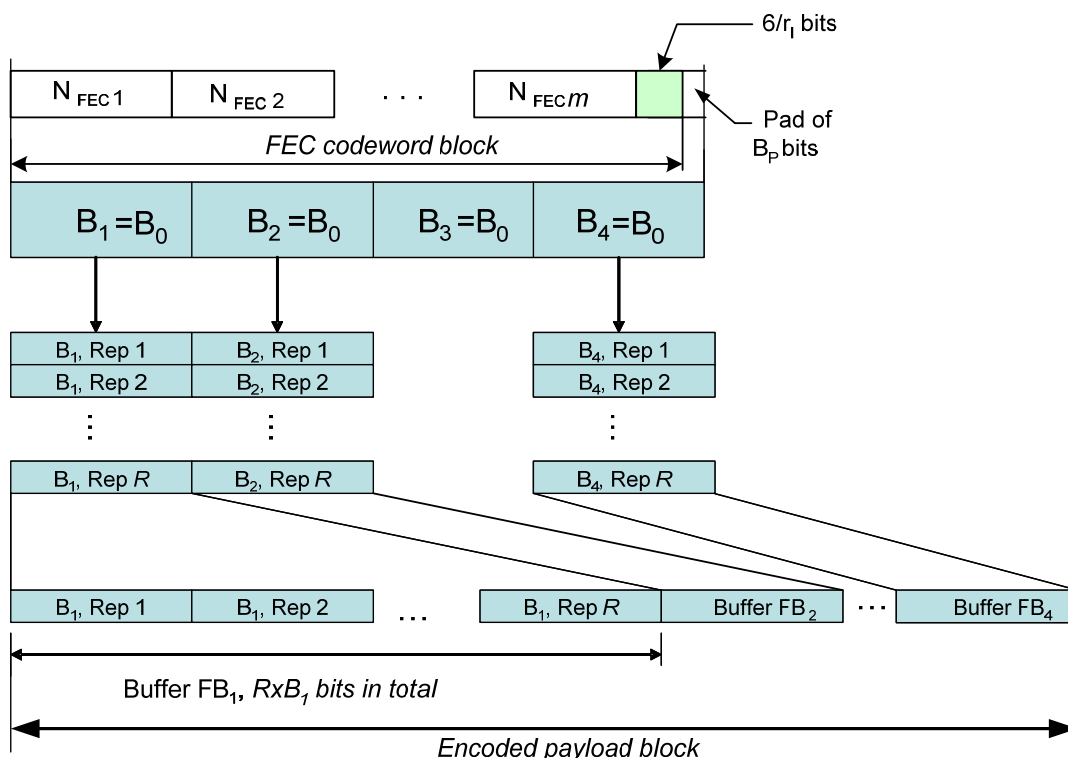 6/r_I bits
N_FEC 1
N_FEC 2
. . .
N_FEC m
Pad of
B_P bits
FEC codeword block
B_1=B_0
B_2=B_0
B_3=B_0
B_4=B_0
B_1, Rep 1
B_2, Rep 1
B_4, Rep 1
B_1, Rep 2
B_2, Rep 2
B_4, Rep 2
B_1, Rep R
B_2, Rep R
B_4, Rep R
B_1, Rep 1
B_1, Rep 2
...
B_1, Rep R
Buffer FB_2
...
Buffer FB_4
Buffer FB_1, RxB_1 bits in total
Encoded payload block